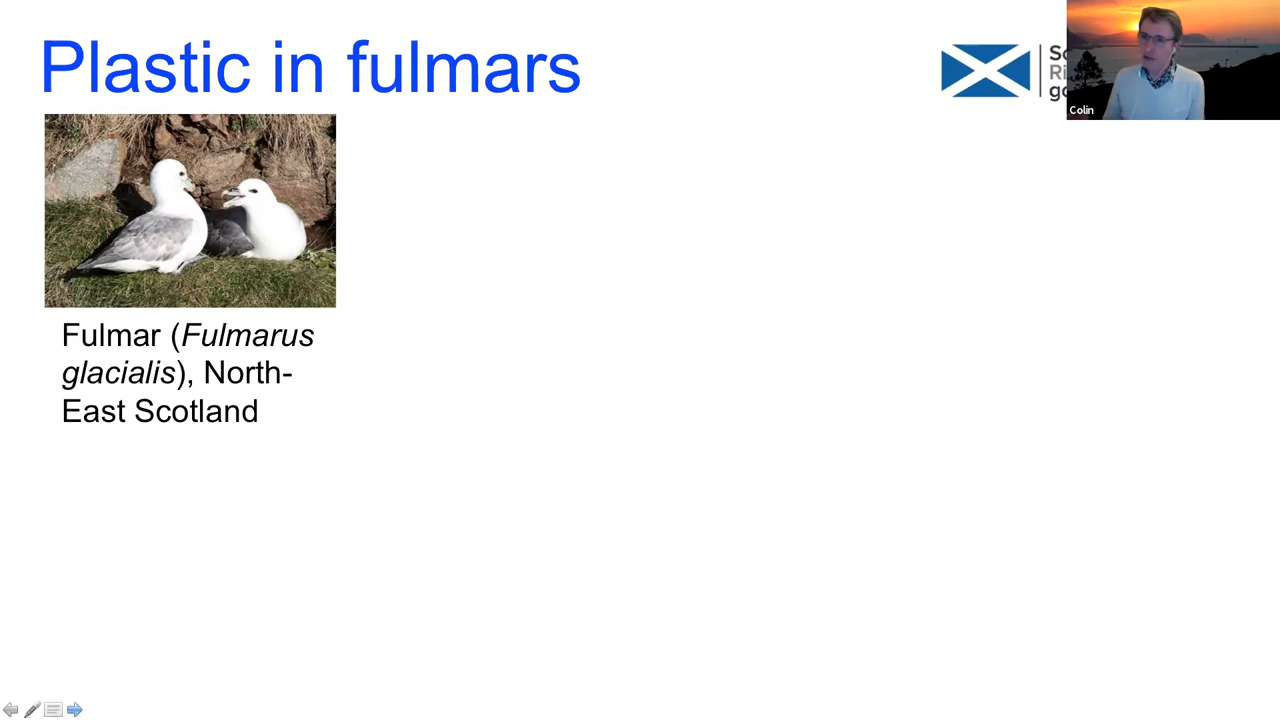 Plastic in fulmars
Colin
Fulmar (Fulmarus
glacialis), North-
East Scotland